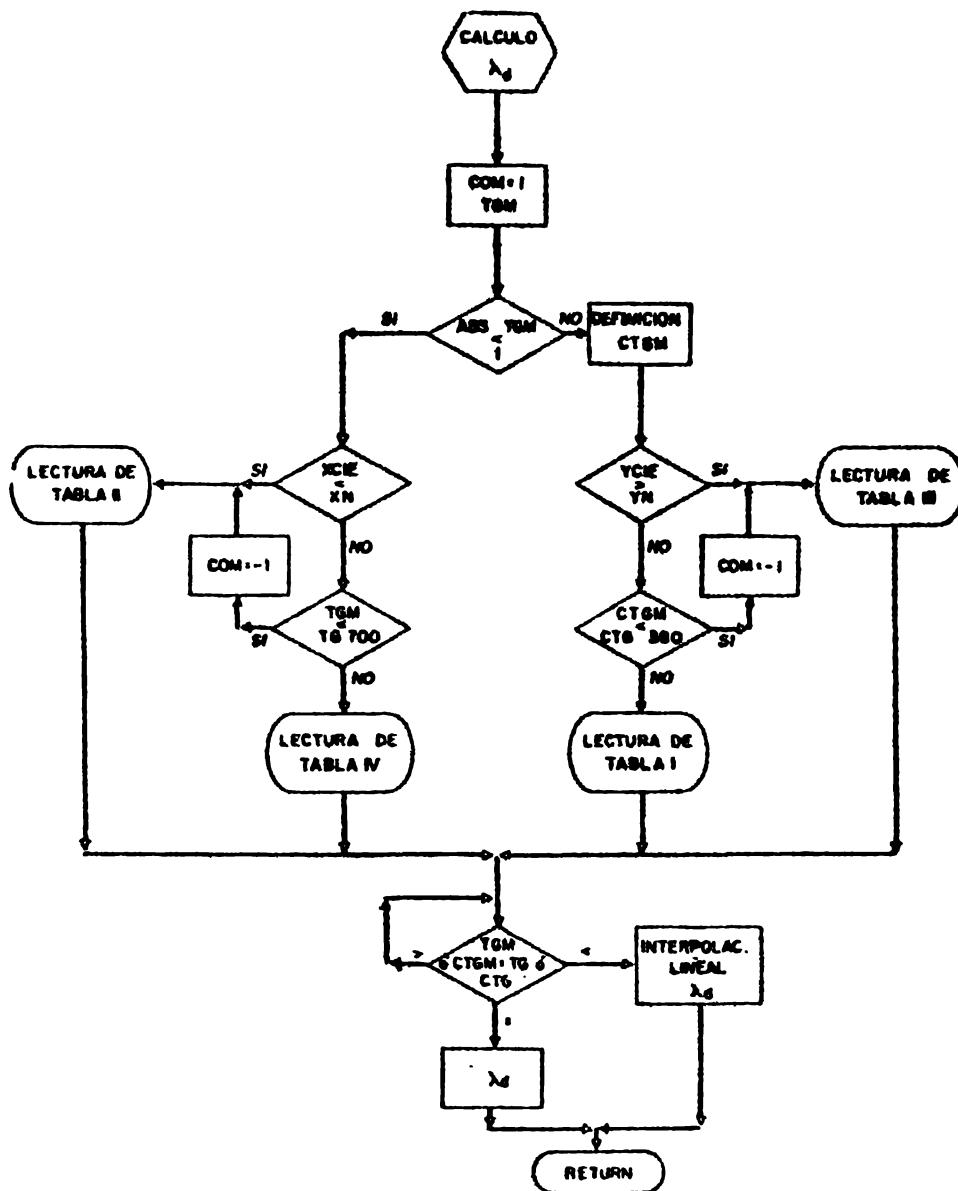 CALCULO
λd
COM=1
TGM
ABS TGM
<
1
SI
NO
DEFINICION
CTGM
LECTURA DE
TABLA II
SI
XCIE
<
XN
YCIE
>
YN
SI
LECTURA DE
TABLA III
NO
NO
COM=-1
COM=-1
TGM
<
TG 700
SI
CTGM
<
CTG 380
SI
NO
NO
LECTURA DE
TABLA IV
LECTURA DE
TABLA I
>
TGM
ó CTGM: TG ó
CTG
<
INTERPOLAC.
LINEAL
λd
=
λd
RETURN